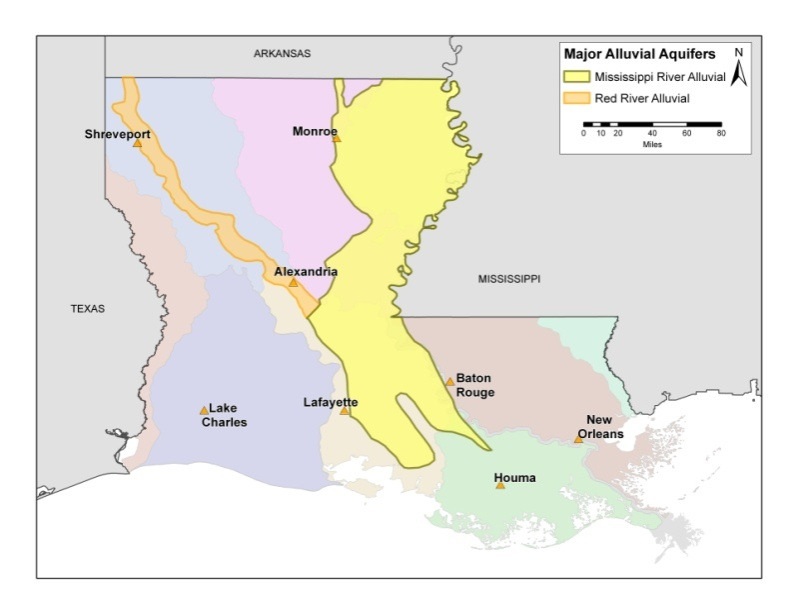 ARKANSAS
Major Alluvial Aquifers
N
Mississippi River Alluvial
Red River Alluvial
0 10 20 40 60 80
Miles
Shreveport
Monroe
Alexandria
MISSISSIPPI
TEXAS
Baton
Rouge
Lafayette
Lake
Charles
New
Orleans
Houma